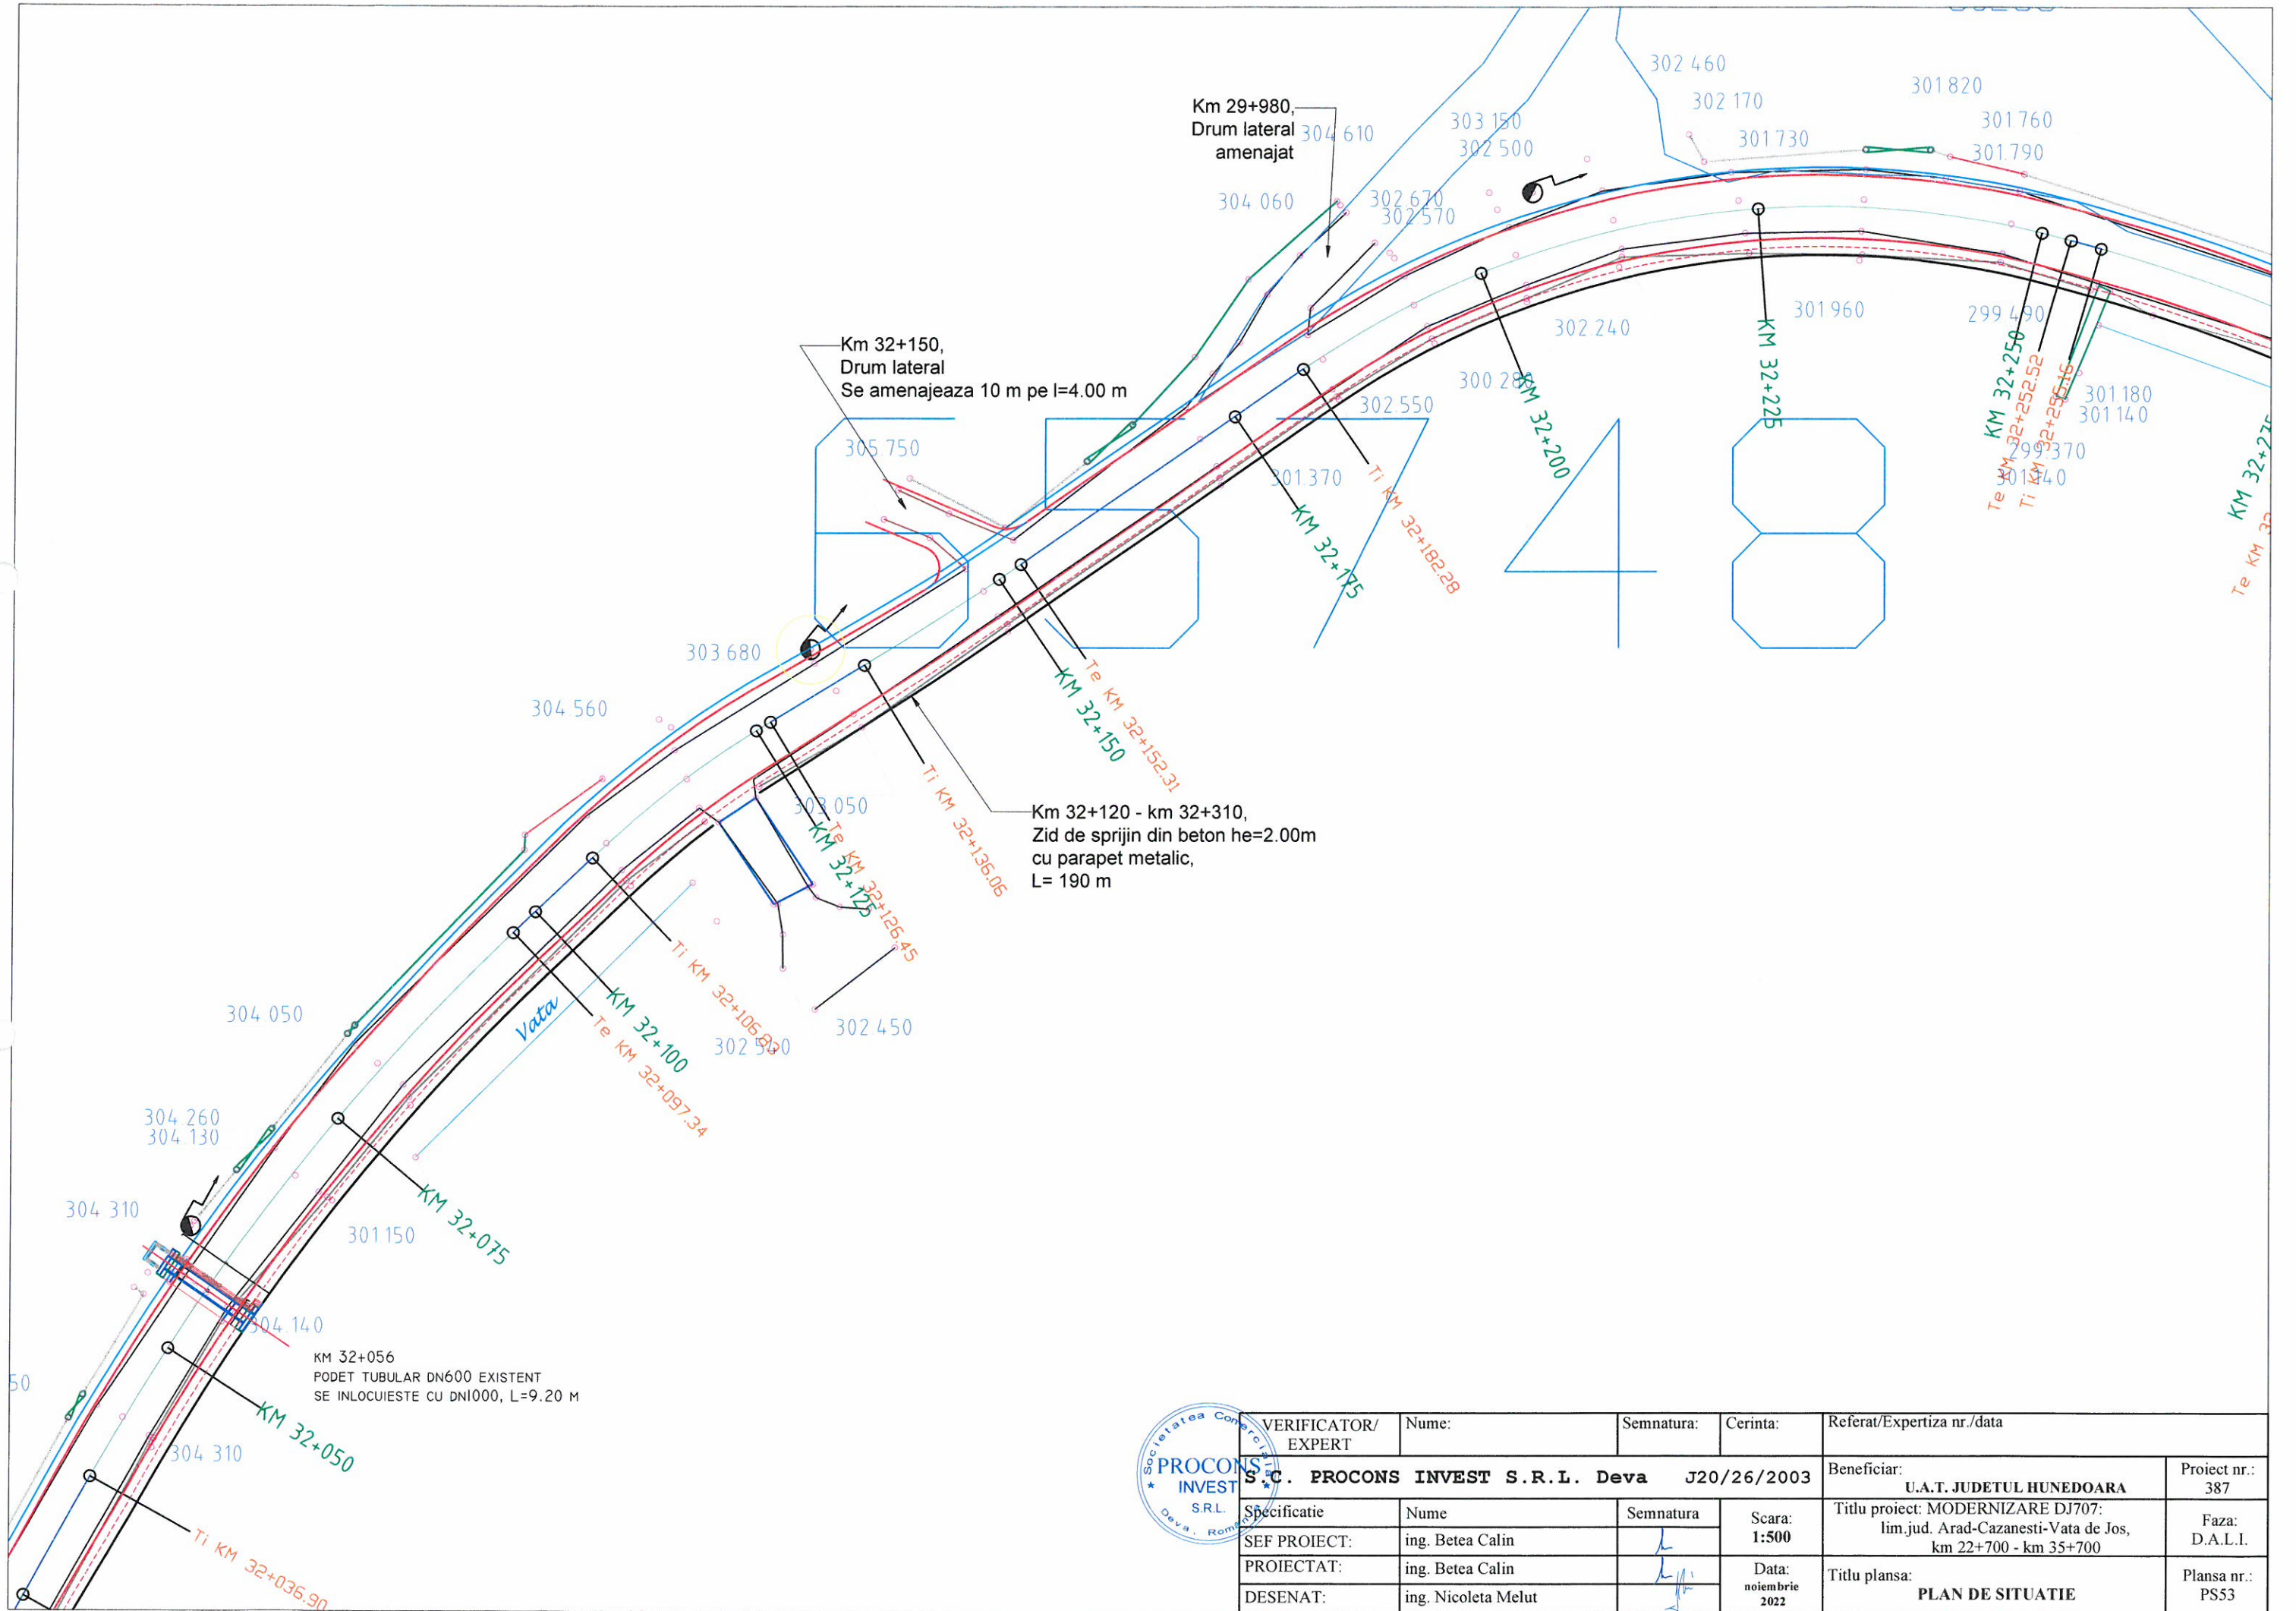 302 460
302 170
301 820
301 760
301 730
301.790
Km 29+980,
Drum lateral
amenajat
304 610
303 150
302 500
304 060
302 670
302 570
Km 32+150,
Drum lateral
Se amenajeaza 10 m pe l=4.00 m
305 750
302 240
301 960
299 490
302.550
301.370
301 180
301 140
299.370
KM 32+200
KM 32+225
KM 32+250
Te KM 32+252.52
Ti KM 32+182.28
KM 32+175
5
3
7
4
8
303.680
304 560
Te KM 32+152.31
KM 32+150
Ti KM 32+136.06
303 050
Te KM 32+126.45
KM 32+125
Km 32+120 - km 32+310,
Zid de sprijin din beton he=2.00m
cu parapet metalic,
L= 190 m
KM 32+100
Te KM 32+097.34
Vata
302 450
304 050
304 260
304.130
304 310
KM 32+075
301 150
304 140
KM 32+056
PODET TUBULAR DN600 EXISTENT
SE INLOCUIESTE CU DN1000, L=9.20 M
KM 32+050
304 310
Ti KM 32+036.90
Societatea Comerciala
PROCONS
INVEST
S.R.L.
Deva, Romania
VERIFICATOR/
EXPERT
Nume:
Semnatura:
Cerinta:
Referat/Expertiza nr./data
S.C. PROCONS INVEST S.R.L. Deva J20/26/2003
Beneficiar:
U.A.T. JUDETUL HUNEDOARA
Proiect nr.:
387
Specificatie
Nume
Semnatura
Scara:
1:500
Titlu proiect: MODERNIZARE DJ707:
lim.jud. Arad-Cazanesti-Vata de Jos,
km 22+700 - km 35+700
Faza:
D.A.L.I.
SEF PROIECT:
ing. Betea Calin
PROIECTAT:
ing. Betea Calin
Data:
noiembrie
2022
Titlu plansa:
PLAN DE SITUATIE
Plansa nr.:
PS53
DESENAT:
ing. Nicoleta Melut